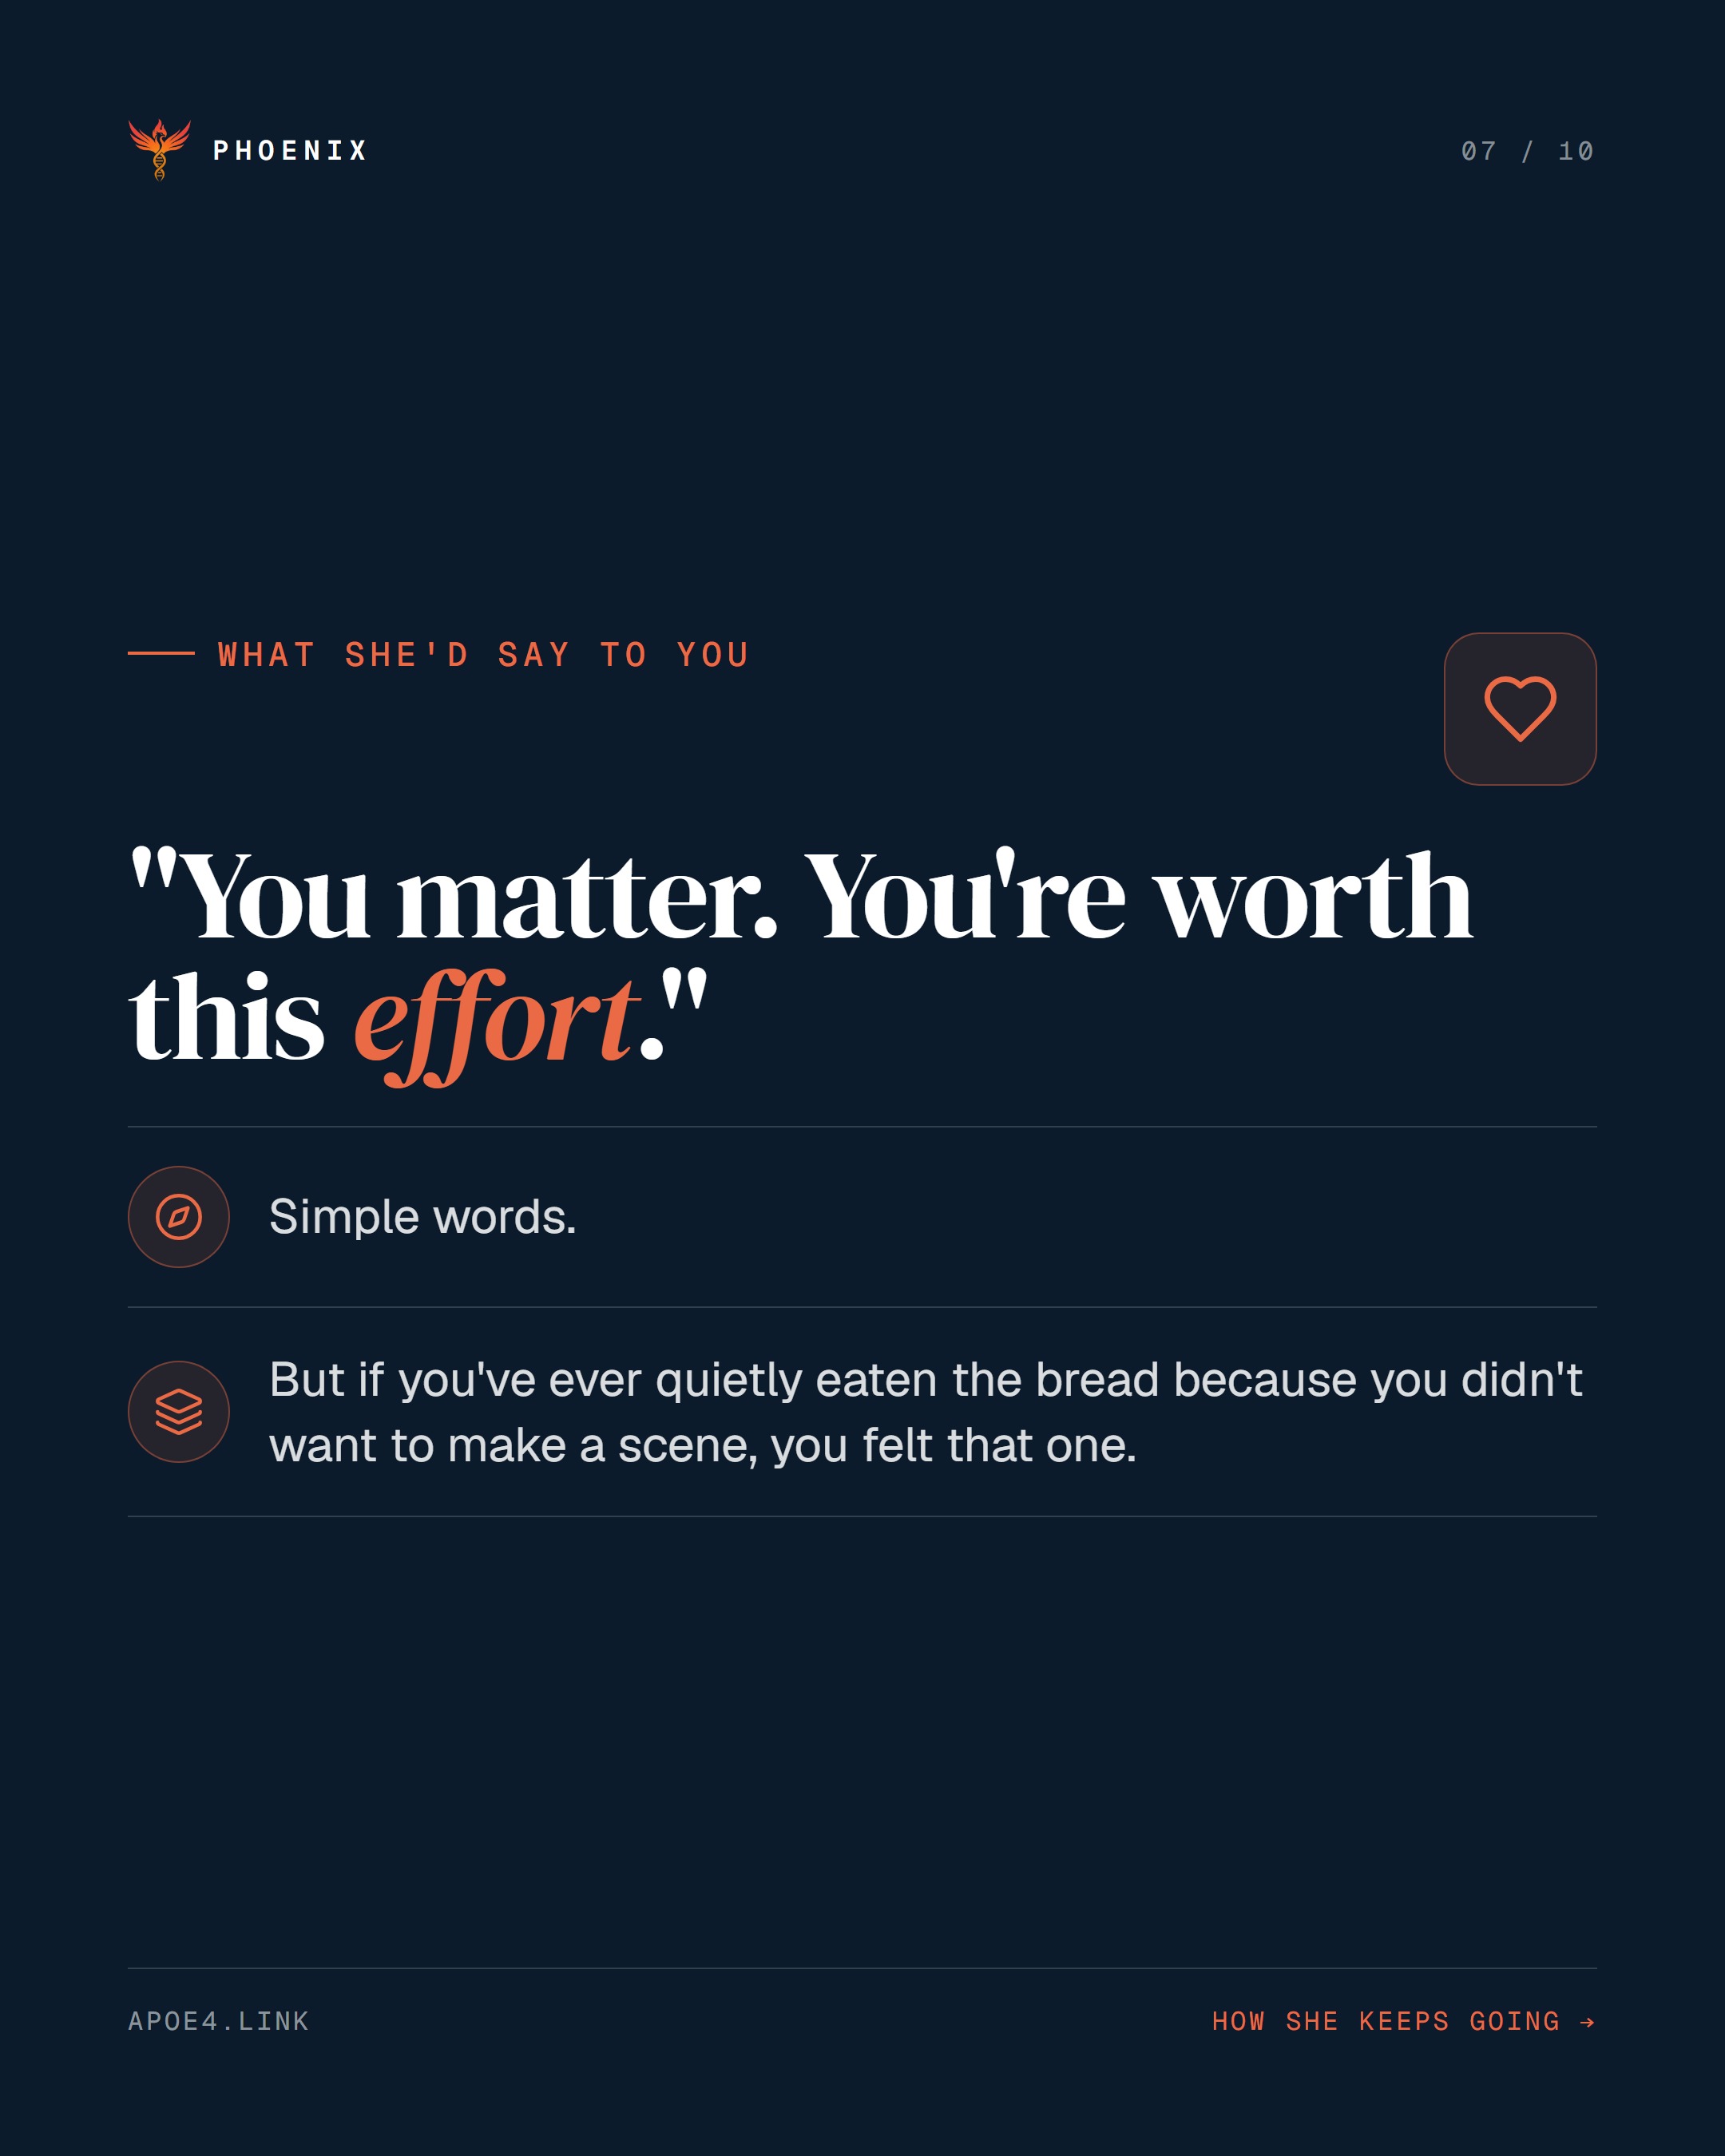 PHOENIX
07 / 10
WHAT SHE'D SAY TO YOU
"You matter. You're worth
this effort."
Simple words.
But if you've ever quietly eaten the bread because you didn't
want to make a scene, you felt that one.
APOE4.LINK
HOW SHE KEEPS GOING →